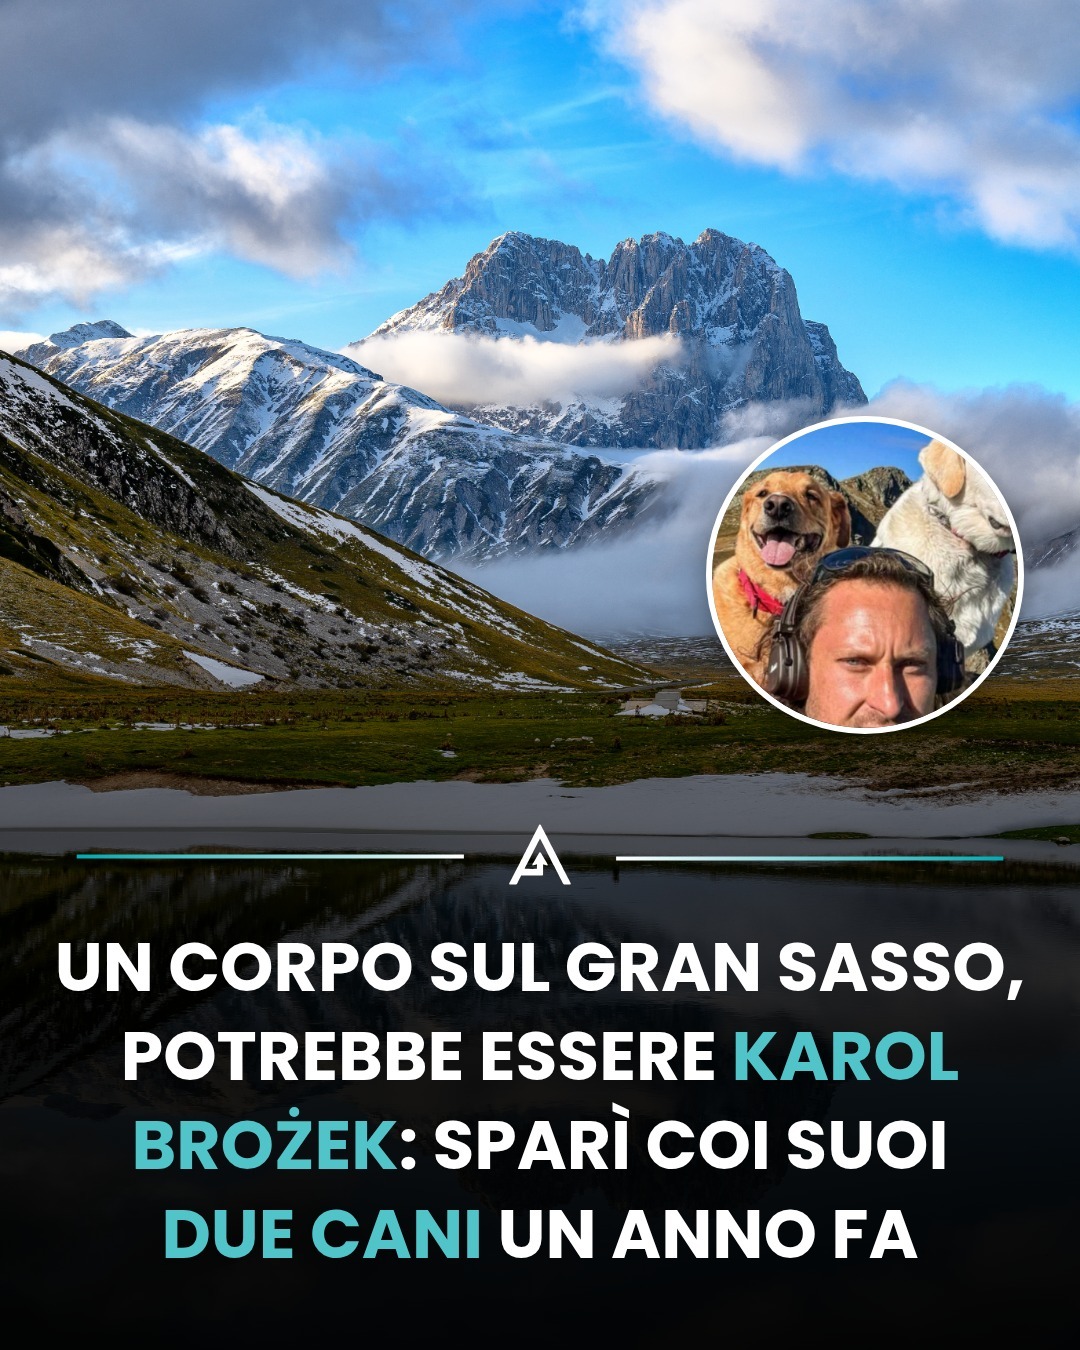 UN CORPO SUL GRAN SASSO,
POTREBBE ESSERE KAROL
BROŻEK: SPARÌ COI SUOI
DUE CANI UN ANNO FA